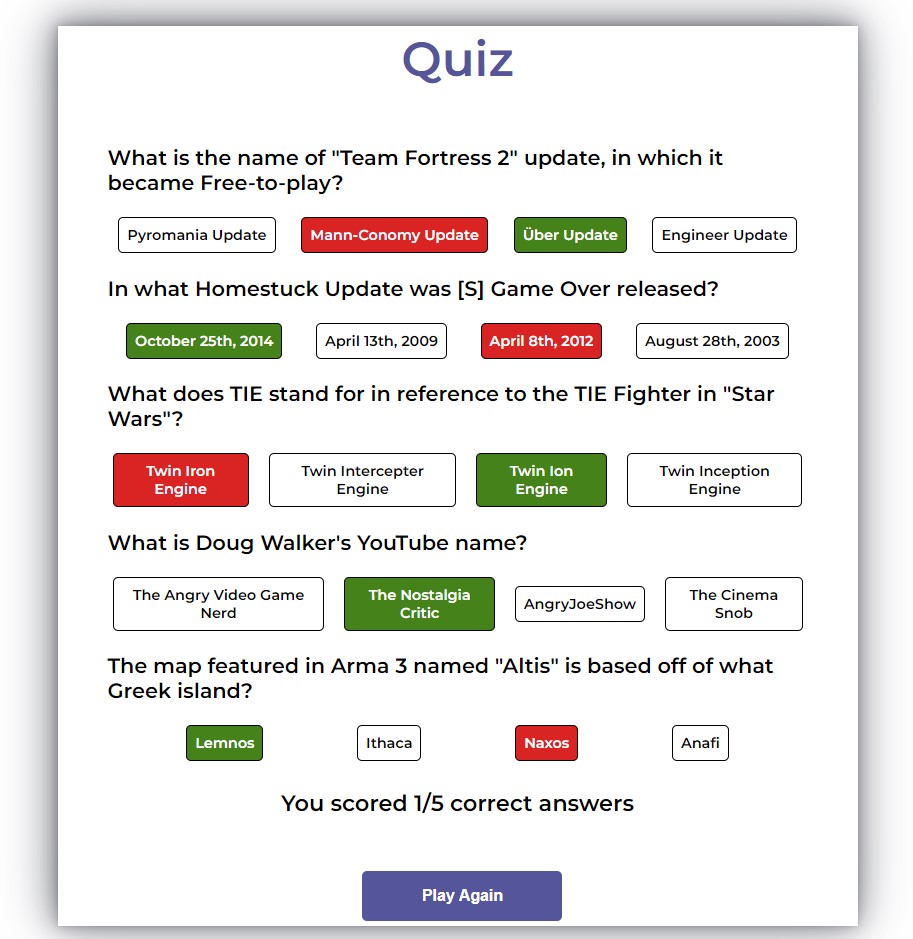 Quiz
What is the name of "Team Fortress 2" update, in which it
became Free-to-play?
Pyromania Update Mann-Conomy Update Über Update Engineer Update
In what Homestuck Update was [S] Game Over released?
October 25th, 2014 April 13th, 2009 April 8th, 2012 August 28th, 2003
What does TIE stand for in reference to the TIE Fighter in "Star
Wars"?
Twin Iron
Engine
Twin Intercepter
Engine
Twin Ion
Engine
Twin Inception
Engine
What is Doug Walker's YouTube name?
The Angry Video Game
Nerd
The Nostalgia
Critic
AngryJoeShow
The Cinema
Snob
The map featured in Arma 3 named "Altis" is based off of what
Greek island?
Lemnos Ithaca Naxos Anafi
You scored 1/5 correct answers
Play Again